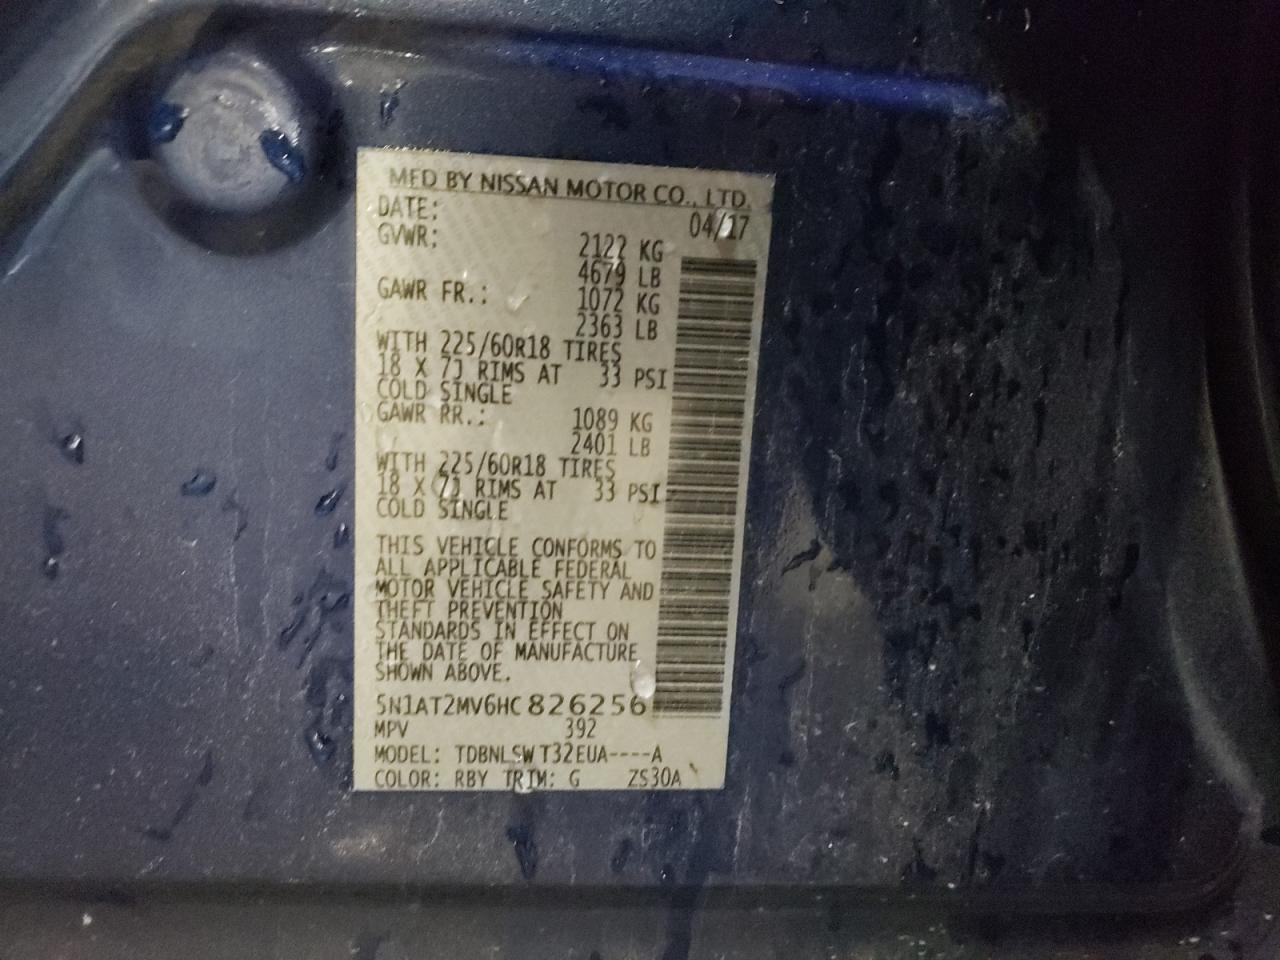 MFD BY NISSAN MOTOR CO., LTD.
DATE: 04/17
GVWR: 2122 KG
4679 LB
GAWR FR.: 1072 KG
2363 LB
WITH 225/60R18 TIRES
18 X 7J RIMS AT 33 PSI
COLD SINGLE
GAWR RR.: 1089 KG
2401 LB
WITH 225/60R18 TIRES
18 X 7J RIMS AT 33 PSI
COLD SINGLE
THIS VEHICLE CONFORMS TO
ALL APPLICABLE FEDERAL
MOTOR VEHICLE SAFETY AND
THEFT PREVENTION
STANDARDS IN EFFECT ON
THE DATE OF MANUFACTURE
SHOWN ABOVE.
5N1AT2MV6HC826256
MPV 392
MODEL: TDBNLSWT32EUA----A
COLOR: RBY TRIM: G ZS30A